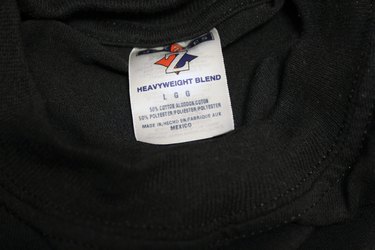 HEAVYWEIGHT BLEND
L G G
50% COTTON/ALGODON/COTON
50% POLYESTER/POLIESTER/POLYESTER
MADE IN/HECHO EN/FABRIQUE AUX
MEXICO